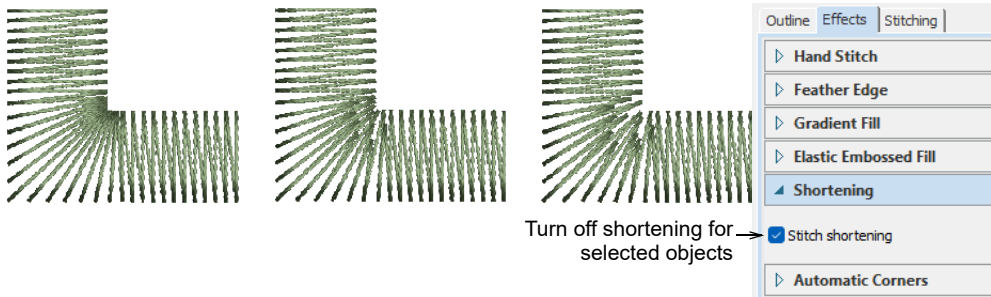 Outline Effects Stitching
Hand Stitch
Feather Edge
Gradient Fill
Elastic Embossed Fill
Shortening
Turn off shortening for
selected objects
Stitch shortening
Automatic Corners